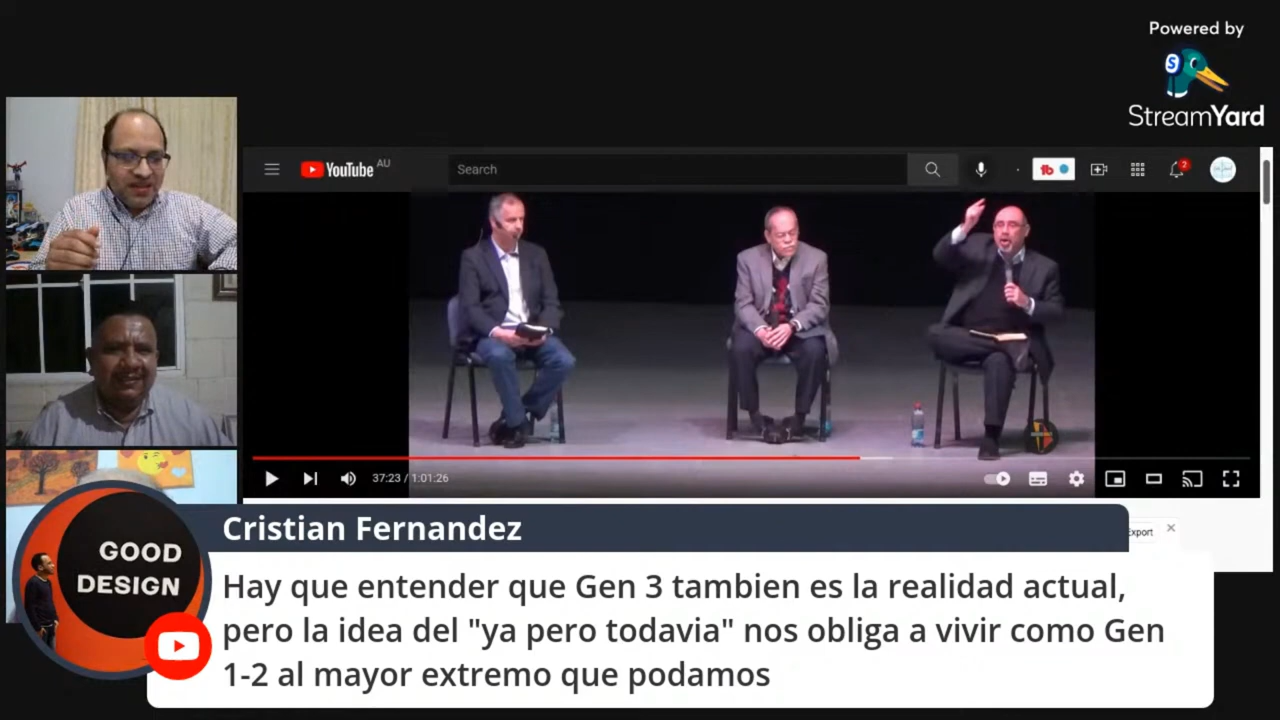 Powered by
StreamYard
YouTube AU
Search
2
37:23 / 1:01:26
Export
GOOD
DESIGN
Cristian Fernandez
Hay que entender que Gen 3 tambien es la realidad actual,
pero la idea del "ya pero todavia" nos obliga a vivir como Gen
1-2 al mayor extremo que podamos